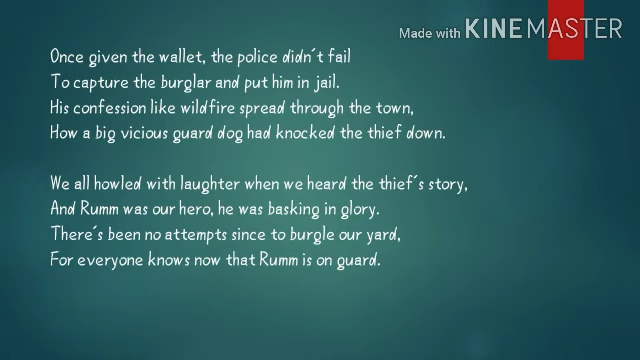 Made with KINEMASTER
Once given the wallet, the police didn´t fail
To capture the burglar and put him in jail.
His confession like wildfire spread through the town,
How a big vicious guard dog had knocked the thief down.
We all howled with laughter when we heard the thief´s story,
And Rumm was our hero, he was basking in glory.
There´s been no attempts since to burgle our yard,
For everyone knows now that Rumm is on guard.